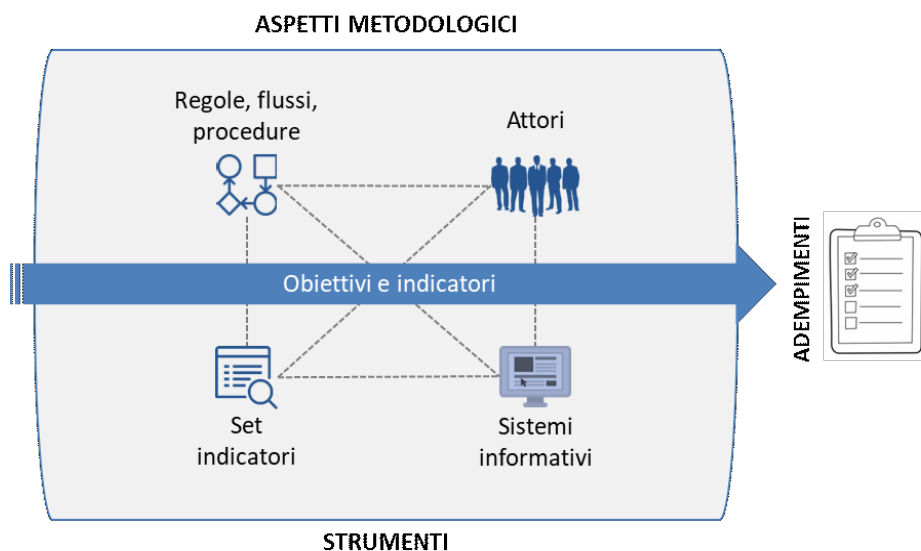 ASPETTI METODOLOGICI
Regole, flussi,
procedure
Attori
Obiettivi e indicatori
ADEMPIMENTI
Set
indicatori
Sistemi
informativi
STRUMENTI